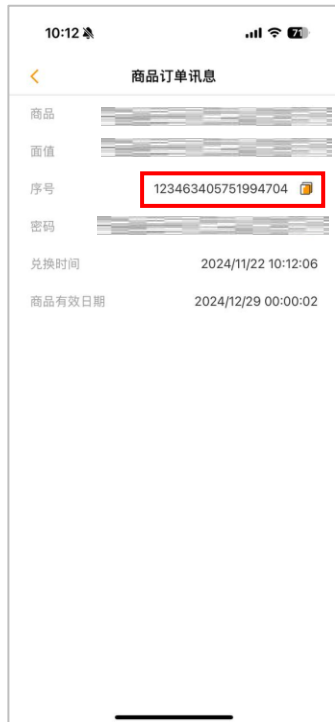 10:12 71
商品订单讯息
商品
面值
序号 123463405751994704
密码
兑换时间 2024/11/22 10:12:06
商品有效日期 2024/12/29 00:00:02